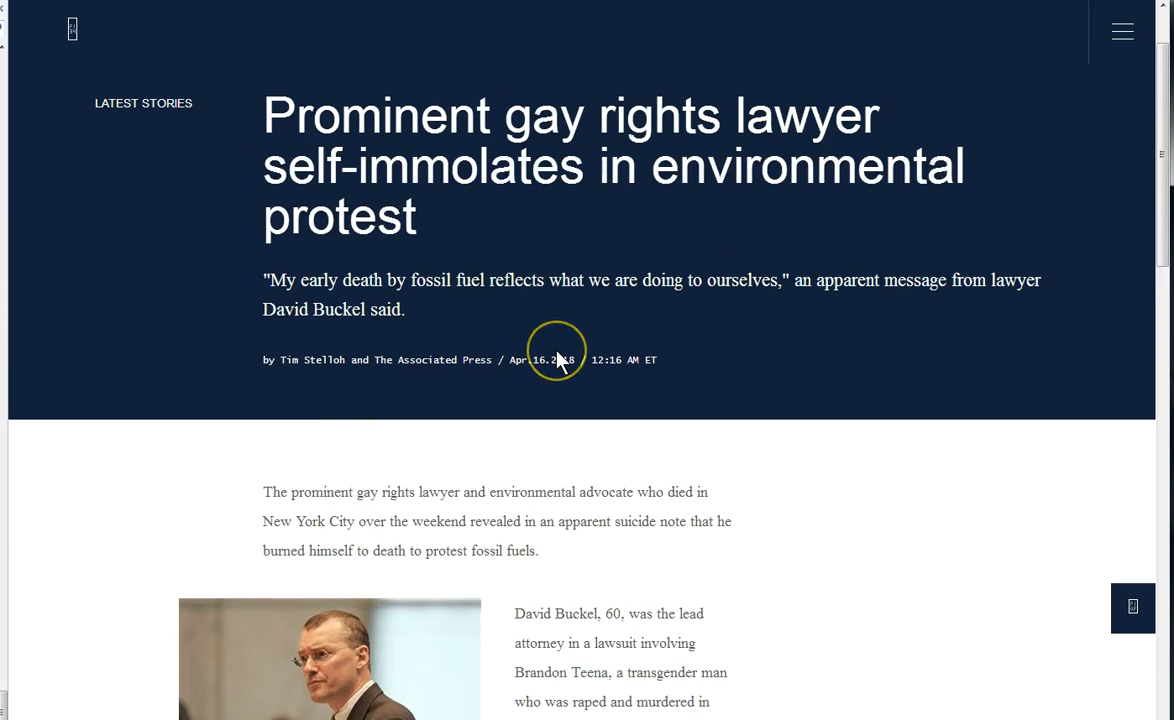 LATEST STORIES
Prominent gay rights lawyer
self-immolates in environmental
protest
"My early death by fossil fuel reflects what we are doing to ourselves," an apparent message from lawyer
David Buckel said.
by Tim Stelloh and The Associated Press / Apr.16.2018 / 12:16 AM ET
The prominent gay rights lawyer and environmental advocate who died in
New York City over the weekend revealed in an apparent suicide note that he
burned himself to death to protest fossil fuels.
David Buckel, 60, was the lead
attorney in a lawsuit involving
Brandon Teena, a transgender man
who was raped and murdered in